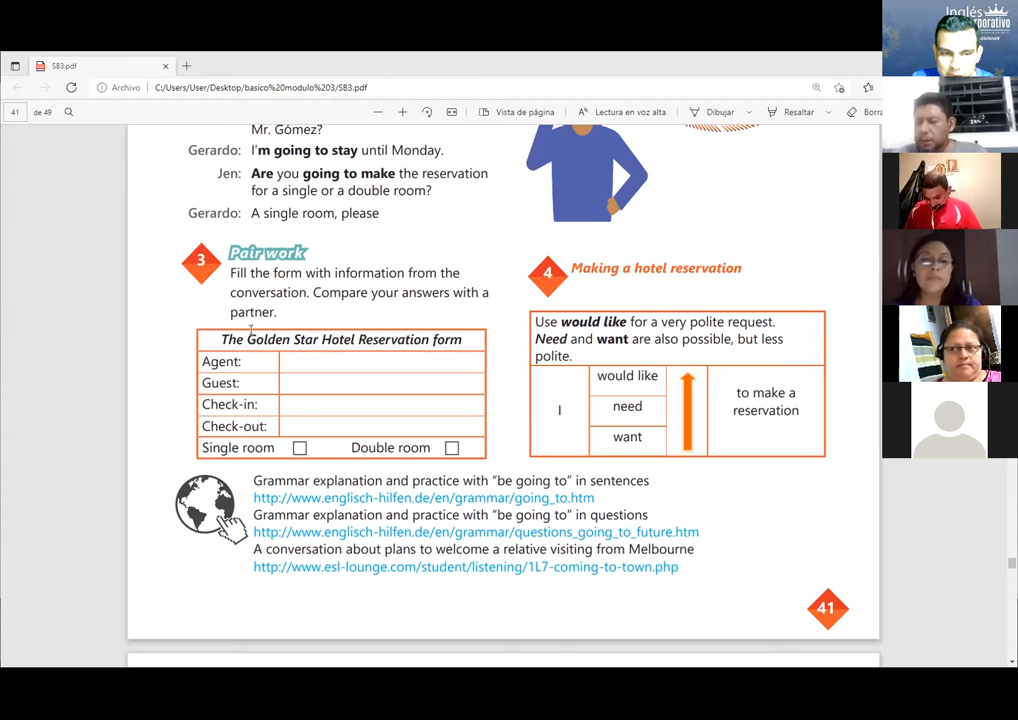 Inglés
orporativo
SB3.pdf
Archivo
C:/Users/User/Desktop/basico%20modulo%203/SB3.pdf
41 de 49
Vista de página
Lectura en voz alta
Dibujar
Resaltar
Borra
Mr. Gómez?
Gerardo: I'm going to stay until Monday.
Jen: Are you going to make the reservation
for a single or a double room?
Gerardo: A single room, please
3
Pair work
Fill the form with information from the
conversation. Compare your answers with a
partner.
The Golden Star Hotel Reservation form
Agent:
Guest:
Check-in:
Check-out:
Single room Double room
4
Making a hotel reservation
Use would like for a very polite request.
Need and want are also possible, but less
polite.
I
would like
need
want
to make a
reservation
Grammar explanation and practice with “be going to” in sentences
http://www.englisch-hilfen.de/en/grammar/going_to.htm
Grammar explanation and practice with “be going to” in questions
http://www.englisch-hilfen.de/en/grammar/questions_going_to_future.htm
A conversation about plans to welcome a relative visiting from Melbourne
http://www.esl-lounge.com/student/listening/1L7-coming-to-town.php
41